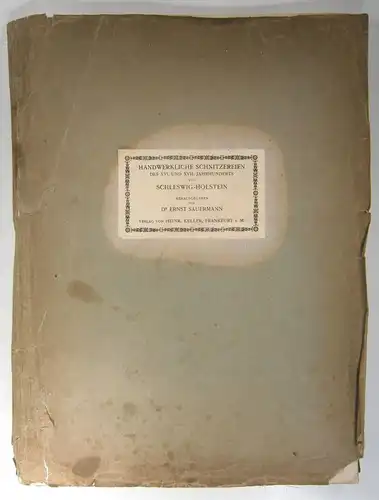 HANDWERKLICHE SCHNITZEREIEN
DES XVI. UND XVII. JAHRHUNDERTS
AUS
SCHLESWIG-HOLSTEIN
HERAUSGEGEBEN
VON
DR ERNST SAUERMANN
VERLAG VON HEINR. KELLER, FRANKFURT A. M.